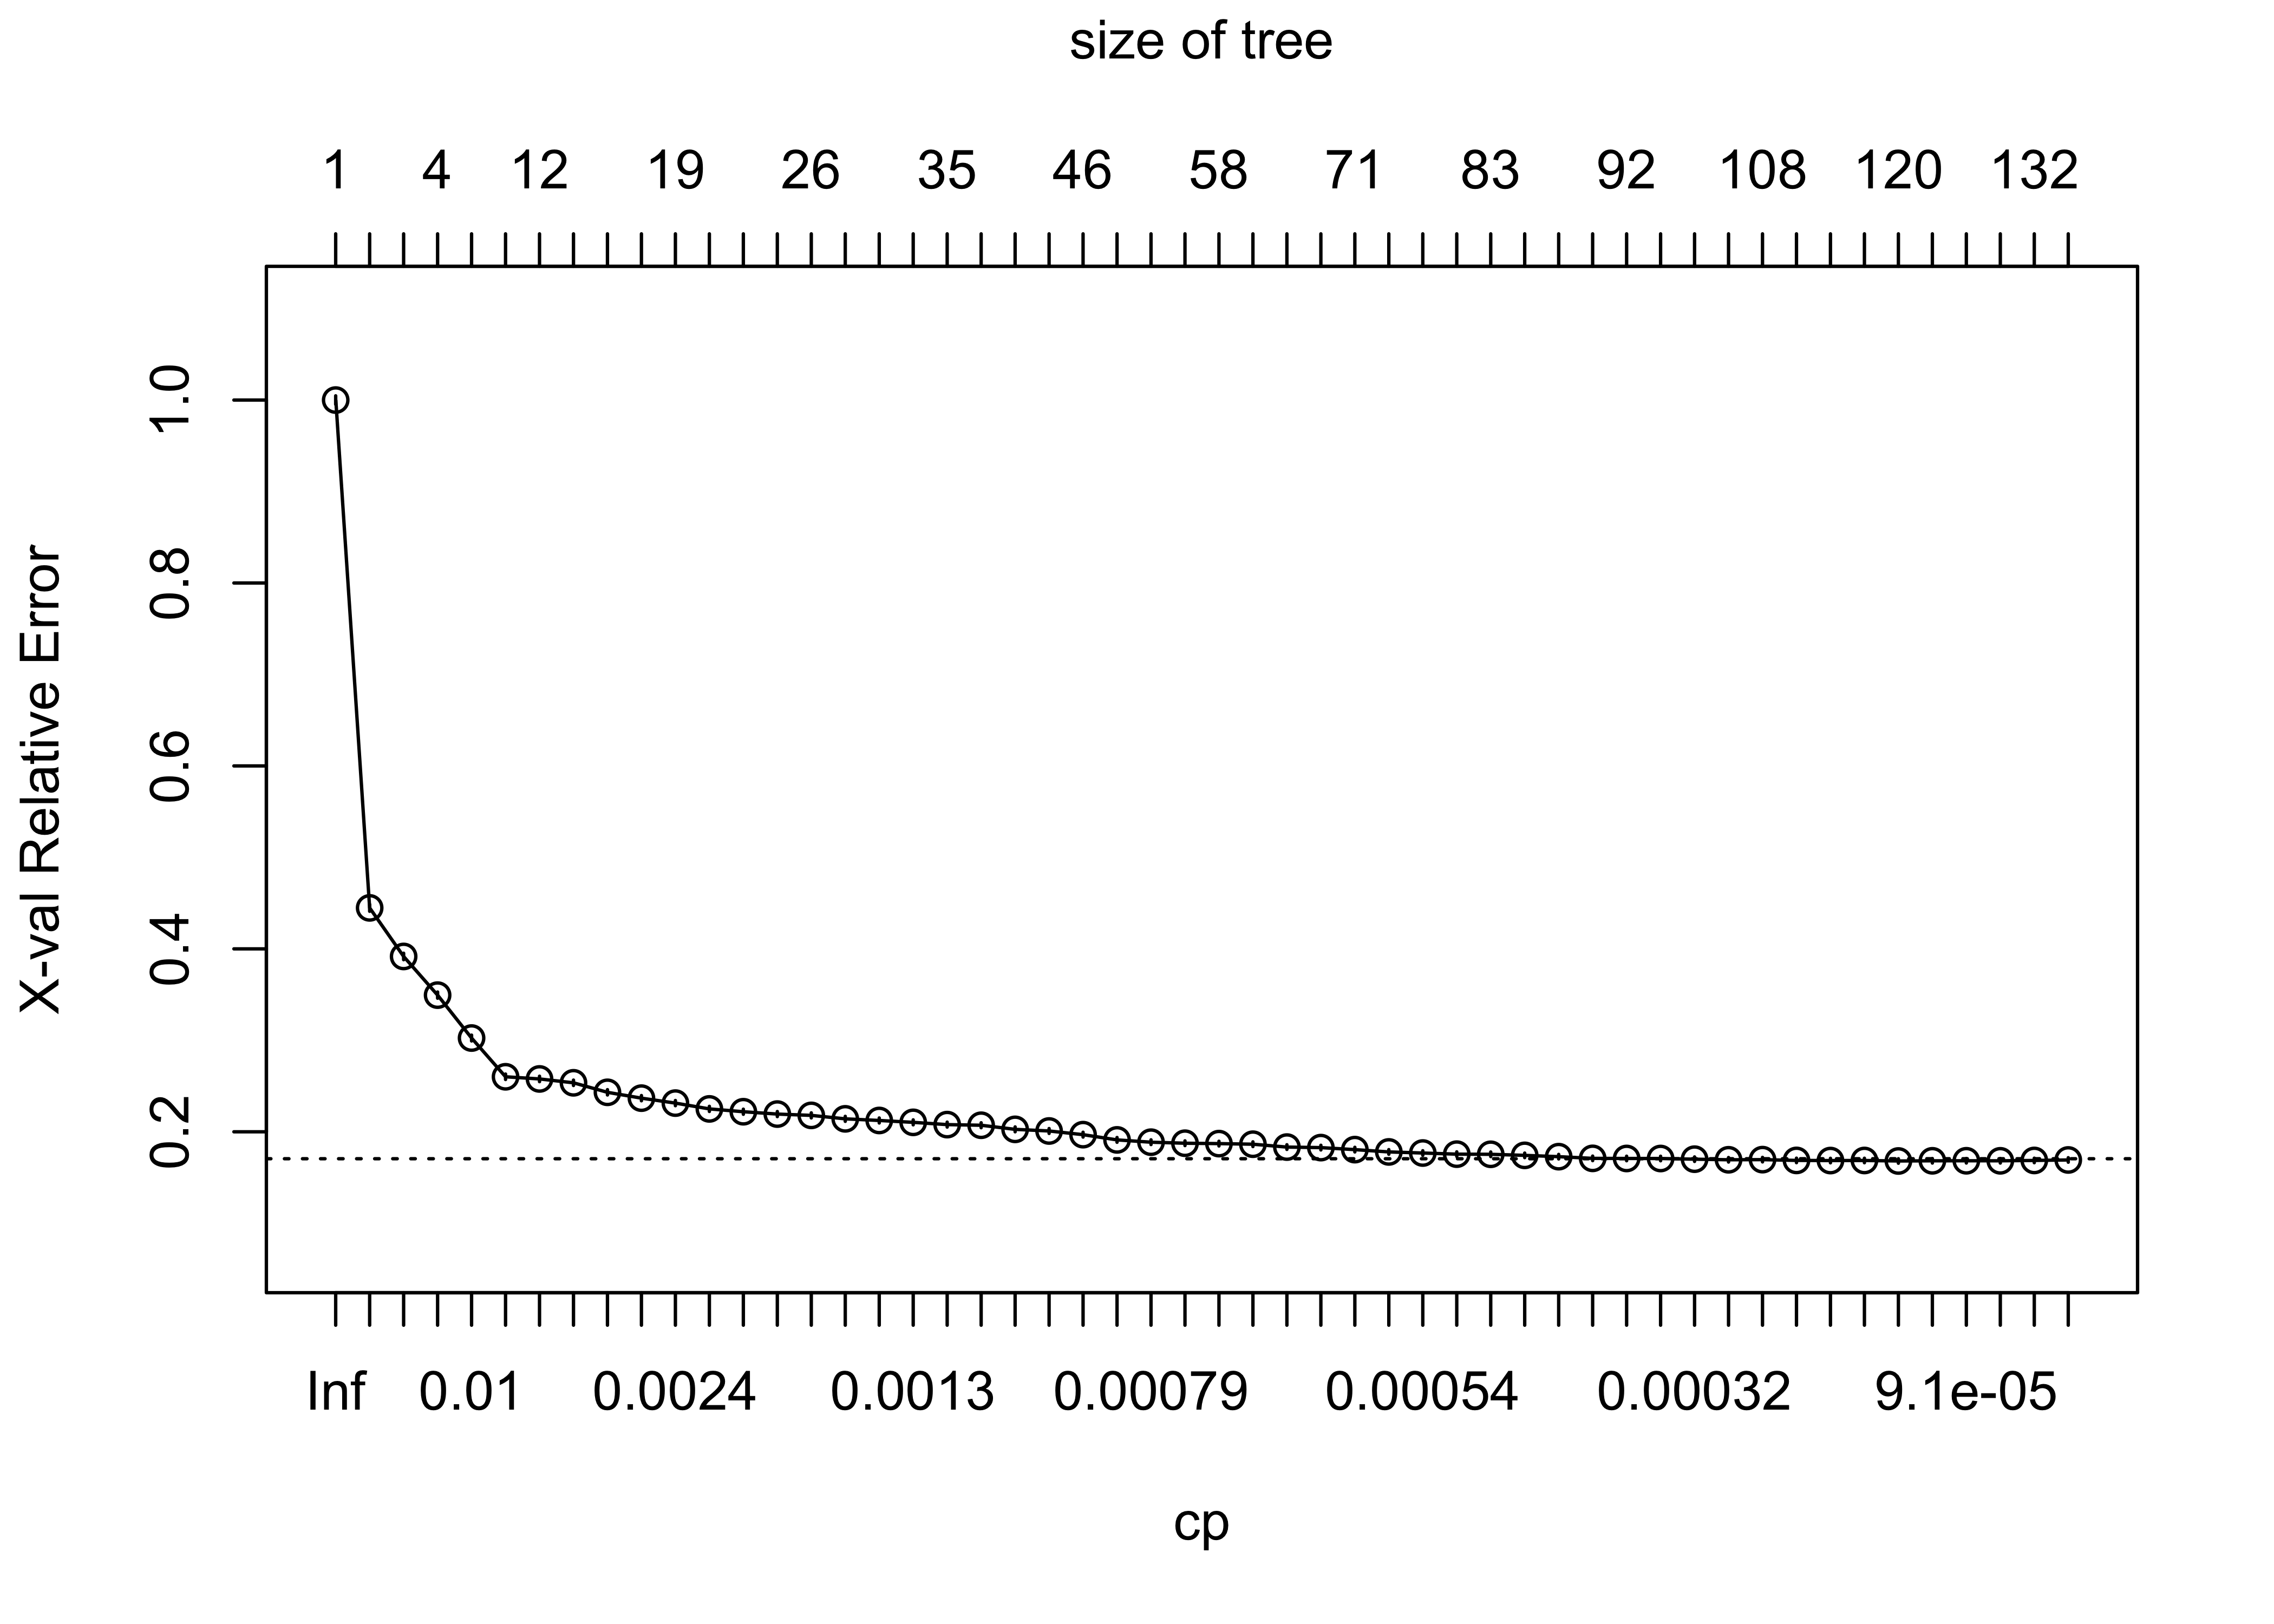 size of tree
1 4 12 19 26 35 46 58 71 83 92 108 120 132
X-val Relative Error
1.0
0.8
0.6
0.4
0.2
Inf 0.01 0.0024 0.0013 0.00079 0.00054 0.00032 9.1e-05
cp